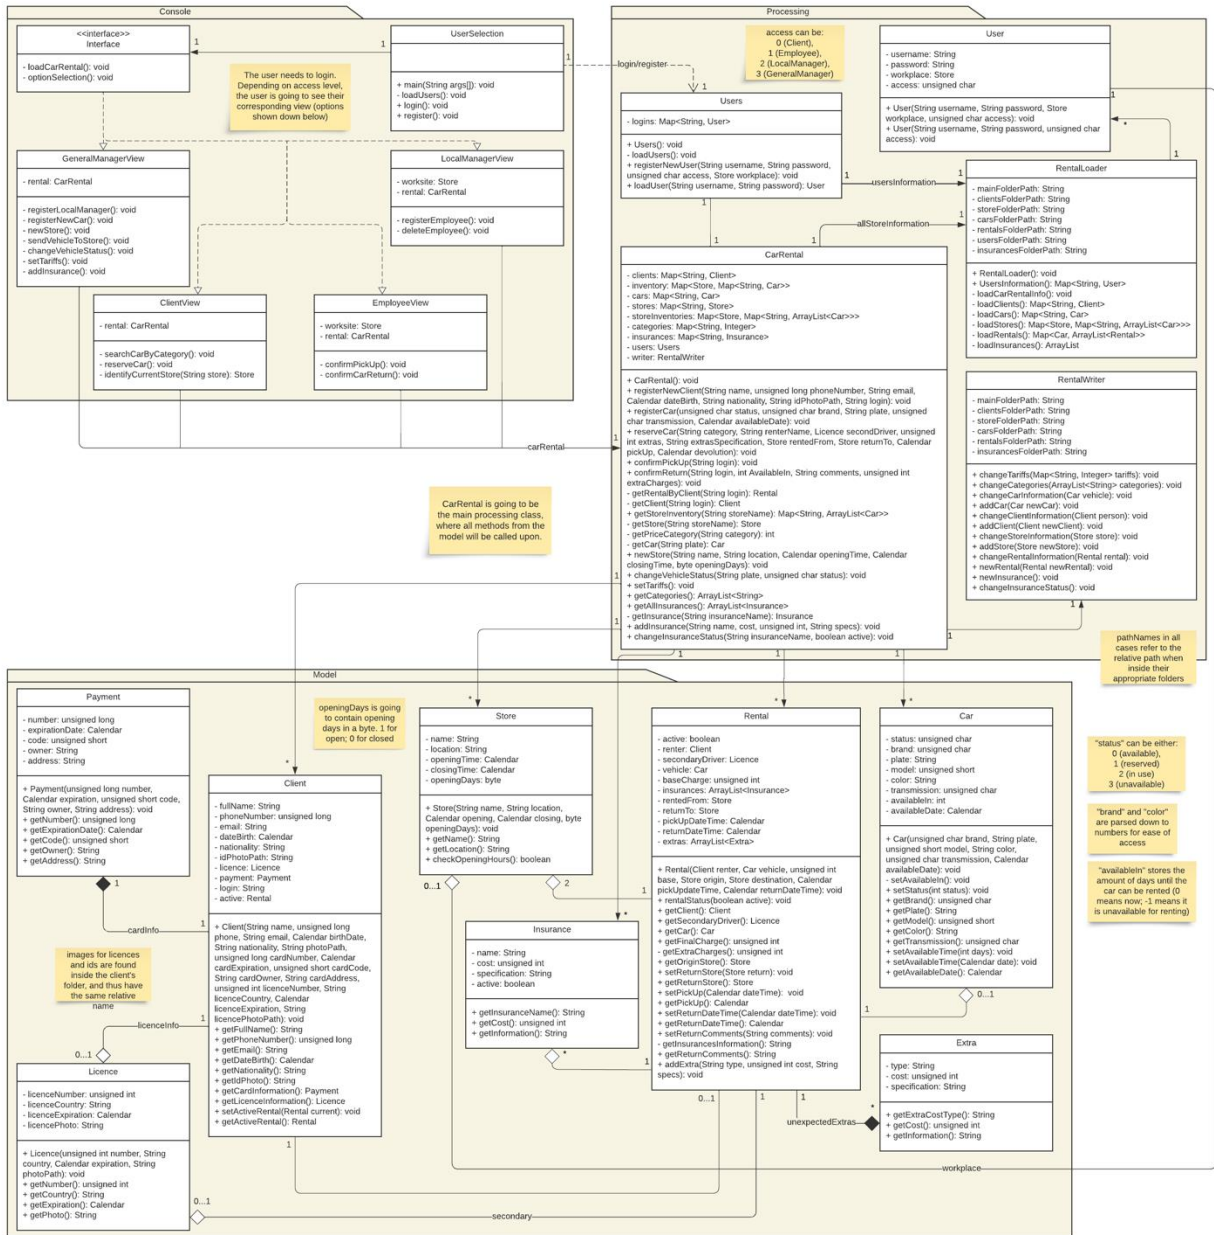 Console
<<interface>>
Interface
- loadCarRental(): void
- optionSelection(): void
1
1
UserSelection
+ main(String args[]): void
- loadUsers(): void
+ login(): void
+ register(): void
1
The user needs to login.
Depending on access level,
the user is going to see their
corresponding view (options
shown down below)
GeneralManagerView
- rental: CarRental
- registerLocalManager(): void
- registerNewCar(): void
- newStore(): void
- sendVehicleToStore(): void
- changeVehicleStatus(): void
- setTariffs(): void
- addInsurance(): void
LocalManagerView
- worksite: Store
- rental: CarRental
- registerEmployee(): void
- deleteEmployee(): void
ClientView
- rental: CarRental
- searchCarByCategory(): void
- reserveCar(): void
- identifyCurrentStore(String store): Store
EmployeeView
- worksite: Store
- rental: CarRental
- confirmPickUp(): void
- confirmCarReturn(): void
carRental
1
CarRental is going to be
the main processing class,
where all methods from the
model will be called upon.
Processing
access can be:
0 (Client),
1 (Employee),
2 (LocalManager),
3 (GeneralManager)
login/register
1
Users
- logins: Map<String, User>
+ Users(): void
- loadUsers(): void
+ registerNewUser(String username, String password,
unsigned char access, Store workplace): void
+ loadUser(String username, String password): User
User
- username: String
- password: String
- workplace: Store
- access: unsigned char
+ User(String username, String password, Store
workplace, unsigned char access): void
+ User(String username, String password, unsigned char
access): void
1
*
1
1
usersInformation
1
1
allStoreInformation
1
1
1
RentalLoader
- mainFolderPath: String
- clientsFolderPath: String
- storeFolderPath: String
- carsFolderPath: String
- rentalsFolderPath: String
- usersFolderPath: String
- insurancesFolderPath: String
+ RentalLoader(): void
+ UsersInformation(): Map<String, User>
- loadCarRentalInfo(): void
- loadClients(): Map<String, Client>
- loadCars(): Map<String, Car>
- loadStores(): Map<Store, Map<String, ArrayList<Car>>>
- loadRentals(): Map<Car, ArrayList<Rental>>
- loadInsurances(): ArrayList
CarRental
- clients: Map<String, Client>
- inventory: Map<Store, Map<String, Car>>
- cars: Map<String, Car>
- stores: Map<String, Store>
- storeInventories: Map<Store, Map<String, ArrayList<Car>>>
- categories: Map<String, Integer>
- insurances: Map<String, Insurance>
- users: Users
- writer: RentalWriter
+ CarRental(): void
+ registerNewClient(String name, unsigned long phoneNumber, String email,
Calendar dateBirth, String nationality, String idPhotoPath, String login): void
+ registerCar(unsigned char status, unsigned char brand, String plate, unsigned
char transmission, Calendar availableDate): void
+ reserveCar(String category, String renterName, Licence secondDriver, unsigned
int extras, String extrasSpecification, Store rentedFrom, Store returnTo, Calendar
pickUp, Calendar devolution): void
+ confirmPickUp(String login): void
+ confirmReturn(String login, int AvailableIn, String comments, unsigned int
extraCharges): void
- getRentalByClient(String login): Rental
- getClient(String login): Client
+ getStoreInventory(String storeName): Map<String, ArrayList<Car>>
- getStore(String storeName): Store
- getPriceCategory(String category): int
- getCar(String plate): Car
+ newStore(String name, String location, Calendar openingTime, Calendar
closingTime, byte openingDays): void
+ changeVehicleStatus(String plate, unsigned char status): void
+ setTariffs(): void
+ getCategories(): ArrayList<String>
+ getAllInsurances(): ArrayList<Insurance>
- getInsurance(String insuranceName): Insurance
+ addInsurance(String name, cost, unsigned int, String specs): void
+ changeInsuranceStatus(String insuranceName, boolean active): void
RentalWriter
- mainFolderPath: String
- clientsFolderPath: String
- storeFolderPath: String
- carsFolderPath: String
- rentalsFolderPath: String
- insurancesFolderPath: String
+ changeTariffs(Map<String, Integer> tariffs): void
+ changeCategories(ArrayList<String> categories): void
+ changeCarInformation(Car vehicle): void
+ addCar(Car newCar): void
+ changeClientInformation(Client person): void
+ addClient(Client newClient): void
+ changeStoreInformation(Store store): void
+ addStore(Store newStore): void
+ changeRentalInformation(Rental rental): void
+ newRental(Rental newRental): void
+ newInsurance(): void
+ changeInsuranceStatus(): void
1
1
1
1
1
1
1
pathNames in all
cases refer to the
relative path when
inside their
appropriate folders
Model
Payment
- number: unsigned long
- expirationDate: Calendar
- code: unsigned short
- owner: String
- address: String
+ Payment(unsigned long number,
Calendar expiration, unsigned short code,
String owner, String address): void
+ getNumber(): unsigned long
+ getExpirationDate(): Calendar
+ getCode(): unsigned short
+ getOwner(): String
+ getAddress(): String
1
cardInfo
1
openingDays is going
to contain opening
days in a byte. 1 for
open; 0 for closed
*
Client
- fullName: String
- phoneNumber: unsigned long
- email: String
- dateBirth: Calendar
- nationality: String
- idPhotoPath: String
- licence: Licence
- payment: Payment
- login: String
- active: Rental
+ Client(String name, unsigned long
phone, String email, Calendar birthDate,
String nationality, String photoPath,
unsigned long cardNumber, Calendar
cardExpiration, unsigned short cardCode,
String cardOwner, String cardAddress,
unsigned int licenceNumber, String
licenceCountry, Calendar
licenceExpiration, String
licencePhotoPath): void
+ getFullName(): String
+ getPhoneNumber(): unsigned long
+ getEmail(): String
+ getDateBirth(): Calendar
+ getNationality(): String
+ getIdPhoto(): String
+ getCardInformation(): Payment
+ getLicenceInformation(): Licence
+ setActiveRental(Rental current): void
+ getActiveRental(): Rental
images for licences
and ids are found
inside the client's
folder, and thus have
the same relative
name
licenceInfo
1
0...1
Licence
- licenceNumber: unsigned int
- licenceCountry: String
- licenceExpiration: Calendar
- licencePhoto: String
+ Licence(unsigned int number, String
country, Calendar expiration, String
photoPath): void
+ getNumber(): unsigned int
+ getCountry(): String
+ getExpiration(): Calendar
+ getPhoto(): String
0...1
secondary
1
*
Store
- name: String
- location: String
- openingTime: Calendar
- closingTime: Calendar
- openingDays: byte
+ Store(String name, String location,
Calendar opening, Calendar closing, byte
openingDays): void
+ getName(): String
+ getLocation(): String
+ checkOpeningHours(): boolean
0...1
2
1
*
Insurance
- name: String
- cost: unsigned int
- specification: String
- active: boolean
+ getInsuranceName(): String
+ getCost(): unsigned int
+ getInformation(): String
*
1
*
Rental
- active: boolean
- renter: Client
- secondaryDriver: Licence
- vehicle: Car
- baseCharge: unsigned int
- insurances: ArrayList<Insurance>
- rentedFrom: Store
- returnTo: Store
- pickUpDateTime: Calendar
- returnDateTime: Calendar
- extras: ArrayList<Extra>
+ Rental(Client renter, Car vehicle, unsigned int
base, Store origin, Store destination, Calendar
pickUpdateTime, Calendar returnDateTime): void
+ rentalStatus(boolean active): void
+ getClient(): Client
+ getSecondaryDriver(): Licence
+ getCar(): Car
+ getFinalCharge(): unsigned int
- getExtraCharges(): unsigned int
+ getOriginStore(): Store
+ setReturnStore(Store return): void
+ getReturnStore(): Store
+ setPickUp(Calendar dateTime): void
+ getPickUp(): Calendar
+ setReturnDateTime(Calendar dateTime): void
+ getReturnDateTime(): Calendar
+ setReturnComments(String comments): void
- getInsurancesInformation(): String
+ getReturnComments(): String
+ addExtra(String type, unsigned int cost, String
specs): void
0...1
1
1
unexpectedExtras
*
*
Car
- status: unsigned char
- brand: unsigned char
- plate: String
- model: unsigned short
- color: String
- transmission: unsigned char
- availableIn: int
- availableDate: Calendar
+ Car(unsigned char brand, String plate,
unsigned short model, String color,
unsigned char transmission, Calendar
availableDate): void
- setAvailableIn(): void
+ setStatus(int status): void
+ getBrand(): unsigned char
+ getPlate(): String
+ getModel(): unsigned short
+ getColor(): String
+ getTransmission(): unsigned char
+ setAvailableTime(int days): void
+ setAvailableTime(Calendar date): void
+ getAvailableDate(): Calendar
0...1
1
Extra
- type: String
- cost: unsigned int
- specification: String
+ getExtraCostType(): String
+ getCost(): unsigned int
+ getInformation(): String
workplace
"status" can be either:
0 (available),
1 (reserved)
2 (in use)
3 (unavailable)
"brand" and "color"
are parsed down to
numbers for ease of
access
"availableIn" stores the
amount of days until the
car can be rented (0
means now; -1 means it
is unavailable for renting)